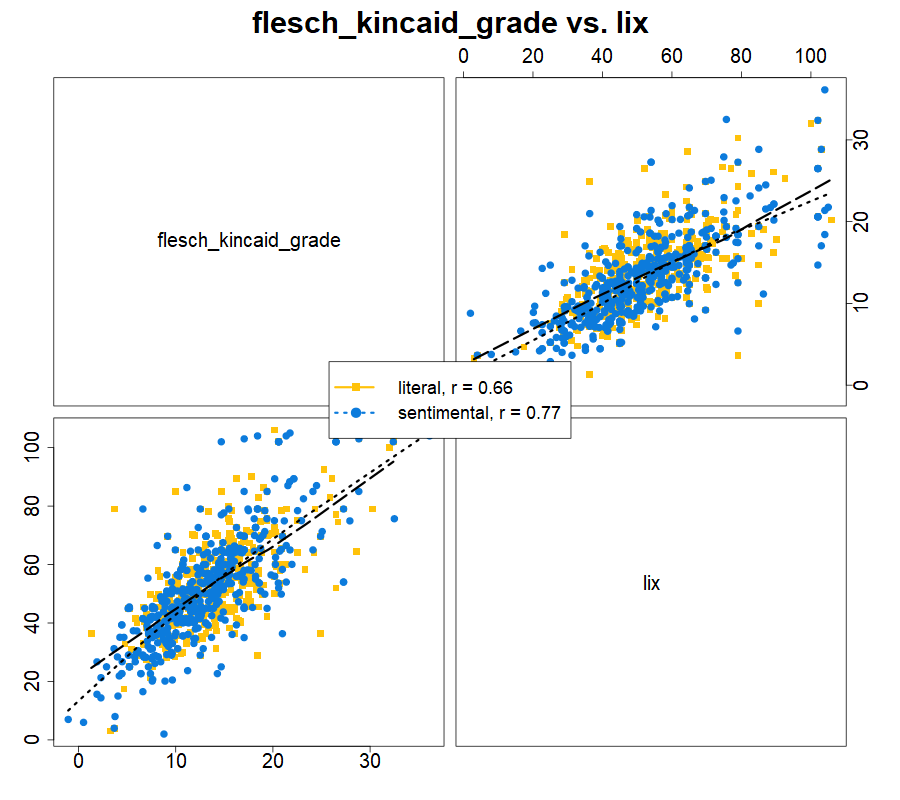 flesch_kincaid_grade vs. lix
0 20 40 60 80 100
flesch_kincaid_grade
0 10 20 30
literal, r = 0.66
sentimental, r = 0.77
0 20 40 60 80 100
lix
0 10 20 30